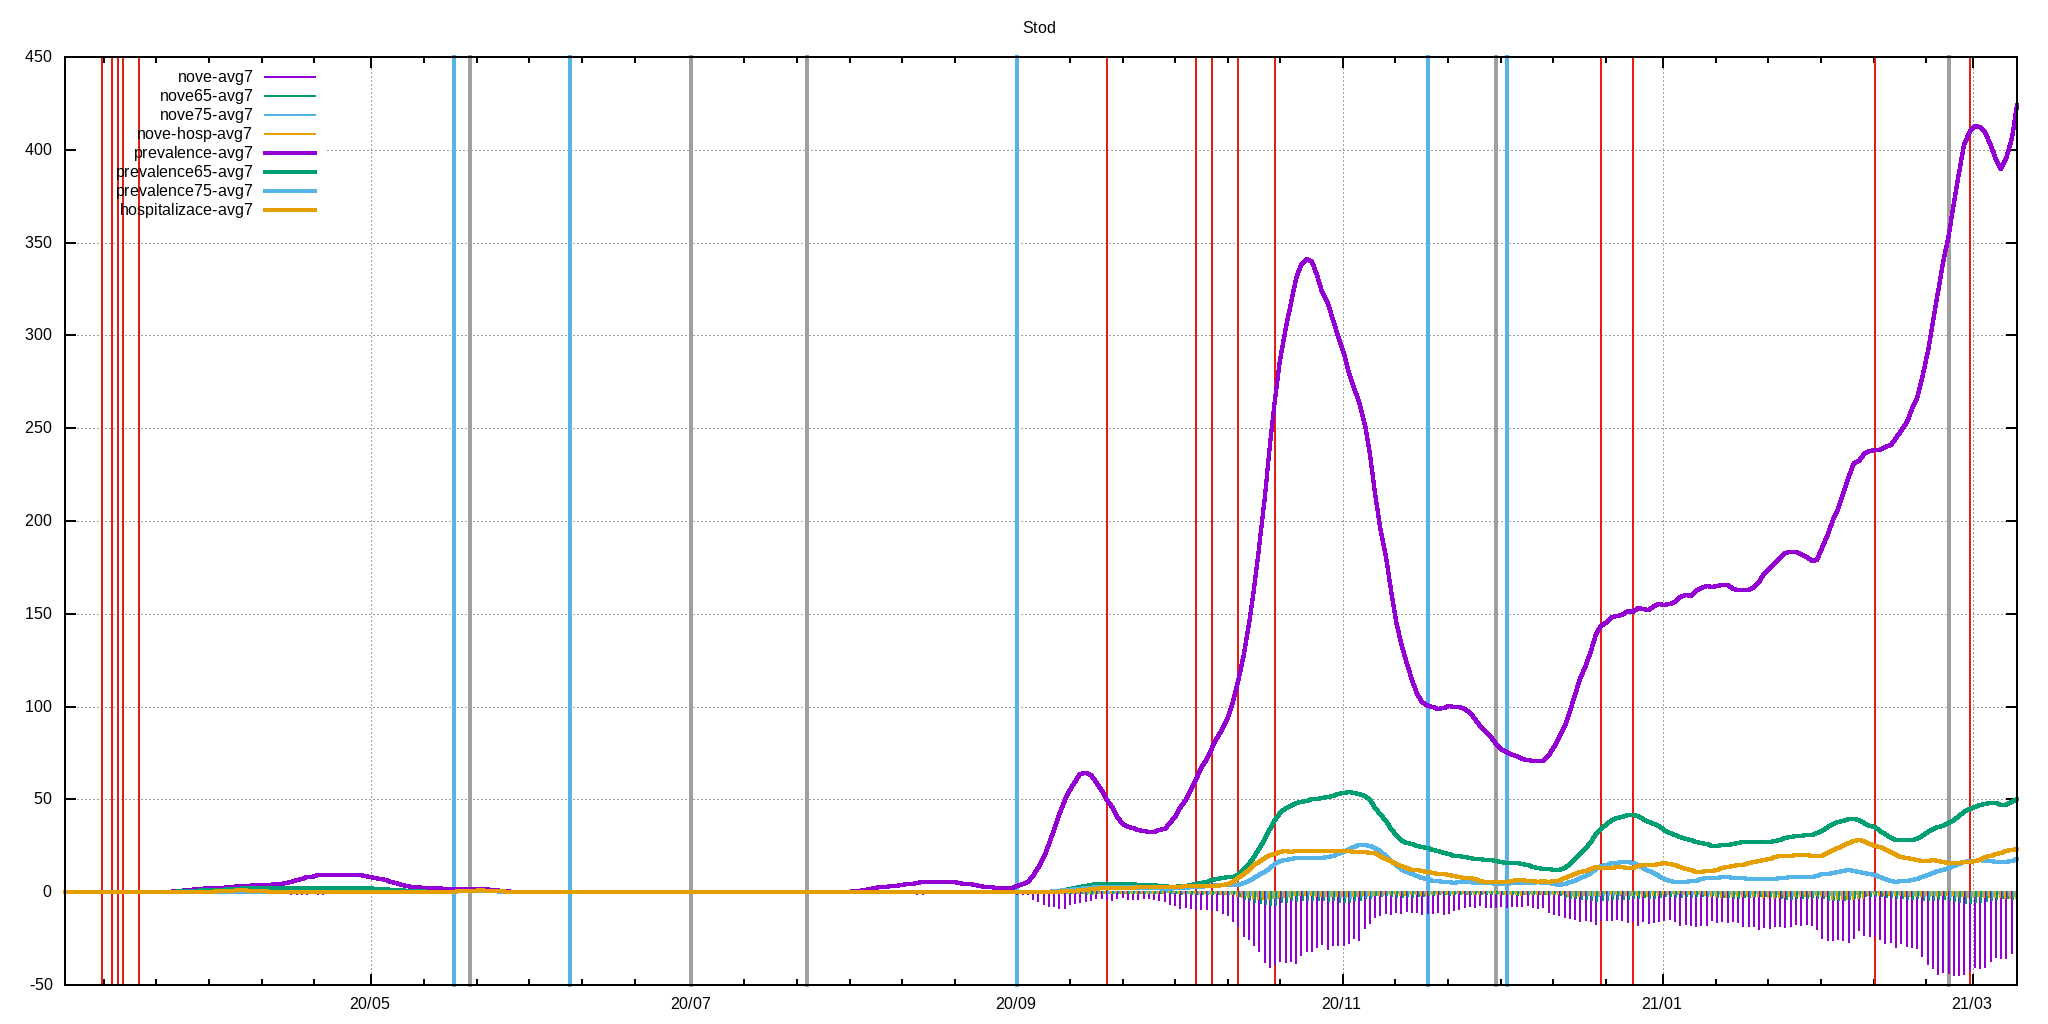 Stod
450
400
350
300
250
200
150
100
50
0
-50
nove-avg7
nove65-avg7
nove75-avg7
nove-hosp-avg7
prevalence-avg7
prevalence65-avg7
prevalence75-avg7
hospitalizace-avg7
20/05
20/07
20/09
20/11
21/01
21/03